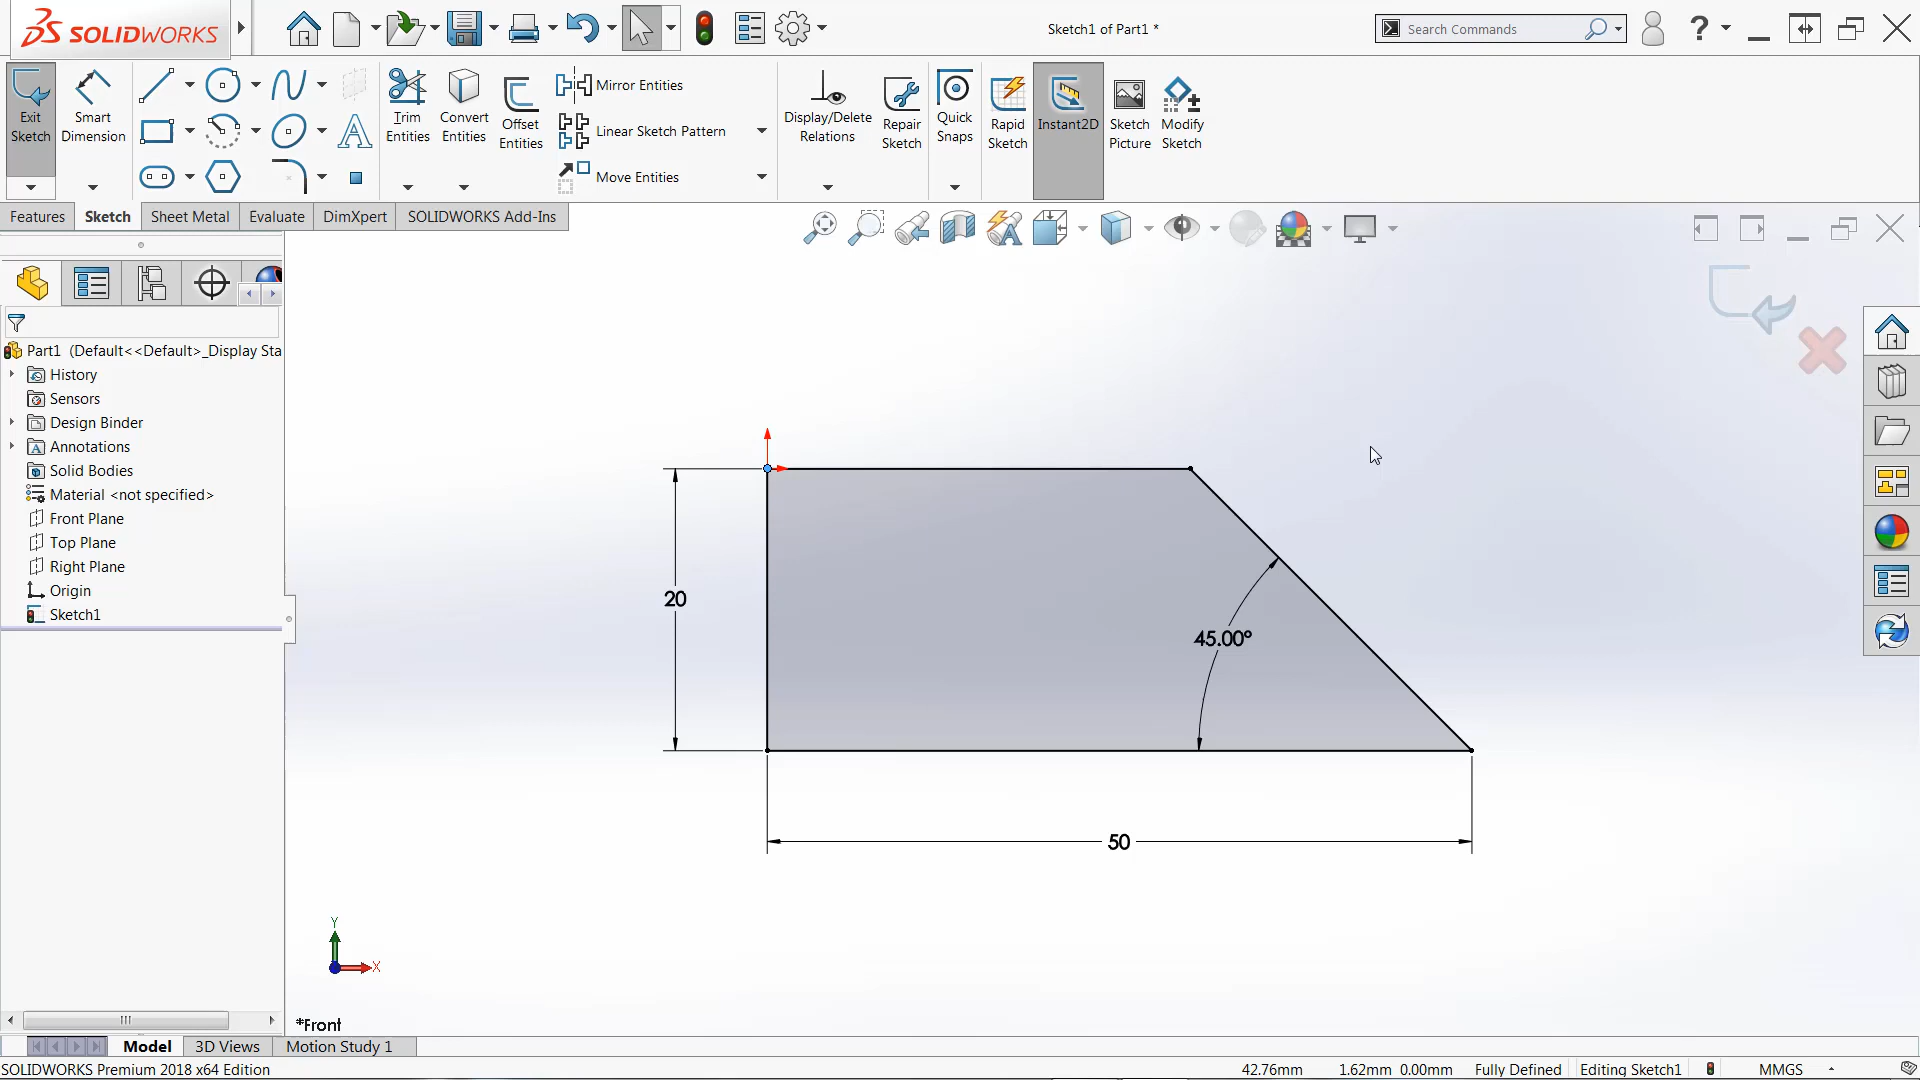 SOLIDWORKS
Sketch1 of Part1 *
Search Commands
?
Exit Sketch
Smart Dimension
Trim Entities
Convert Entities
Offset Entities
Mirror Entities
Linear Sketch Pattern
Move Entities
Display/Delete Relations
Repair Sketch
Quick Snaps
Rapid Sketch
Instant2D
Sketch Picture
Modify Sketch
Features
Sketch
Sheet Metal
Evaluate
DimXpert
SOLIDWORKS Add-Ins
Part1 (Default<<Default>_Display Sta
History
Sensors
Design Binder
Annotations
Solid Bodies
Material <not specified>
Front Plane
Top Plane
Right Plane
Origin
Sketch1
20
45.00°
50
Y
X
*Front
Model
3D Views
Motion Study 1
SOLIDWORKS Premium 2018 x64 Edition
42.76mm
1.62mm 0.00mm
Fully Defined
Editing Sketch1
MMGS